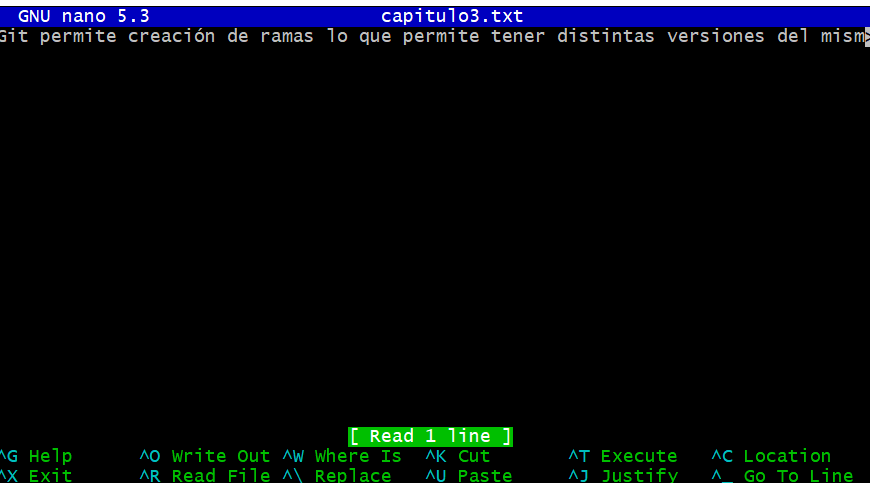 GNU nano 5.3 capitulo3.txt
Git permite creación de ramas lo que permite tener distintas versiones del mism>
[ Read 1 line ]
^G Help ^O Write Out ^W Where Is ^K Cut ^T Execute ^C Location
^X Exit ^R Read File ^\ Replace ^U Paste ^J Justify ^_ Go To Line